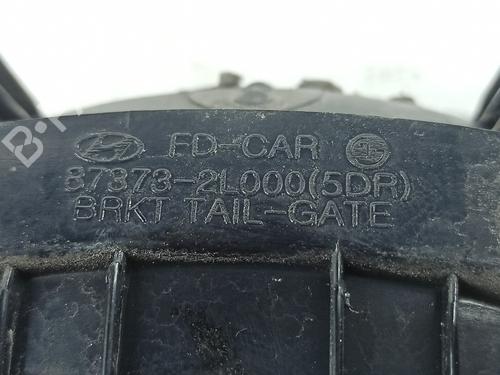 FD-CAR
87373-2L000(5DR)
BRKT TAIL-GATE